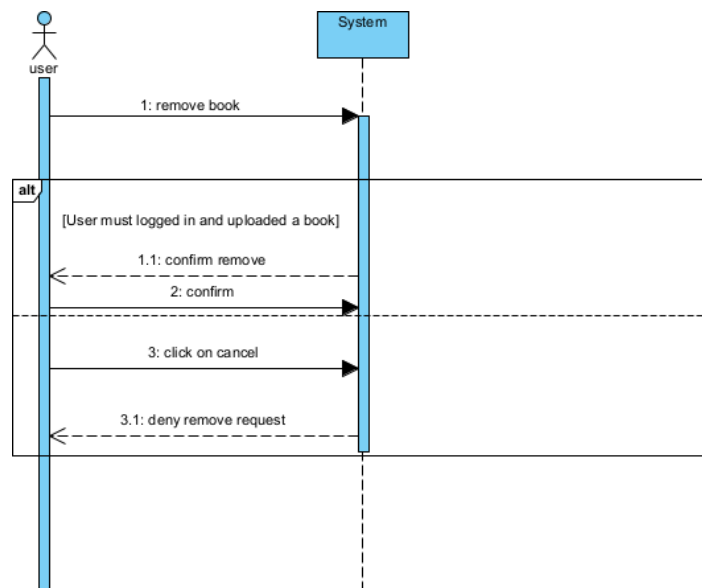 System
user
1: remove book
alt
[User must logged in and uploaded a book]
1.1: confirm remove
2: confirm
3: click on cancel
3.1: deny remove request